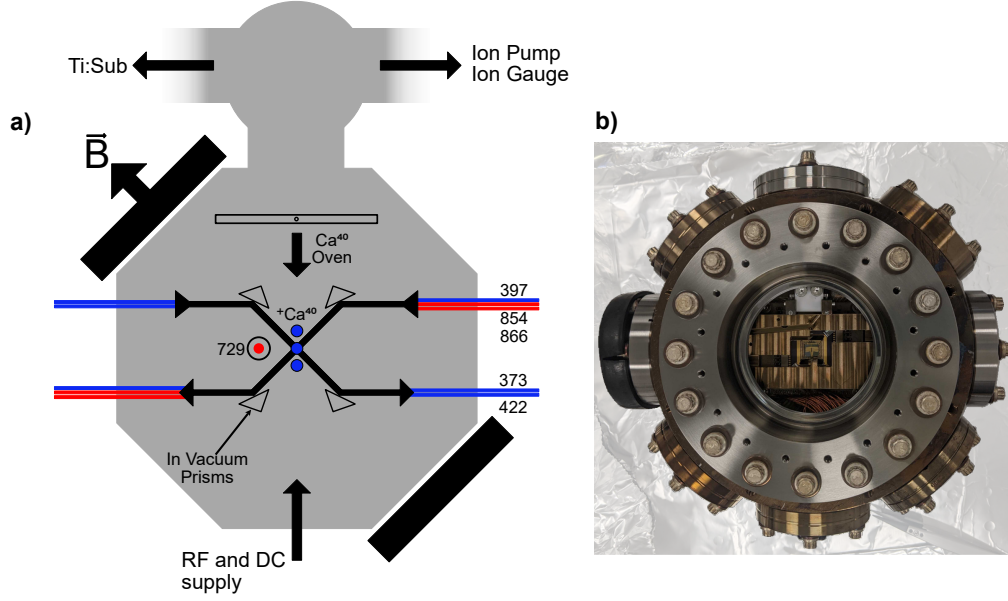 Ti:Sub
Ion Pump
Ion Gauge
a)
b)
B
Ca⁴⁰
Oven
⁺Ca⁴⁰
397
854
866
729
373
422
In Vacuum
Prisms
RF and DC
supply